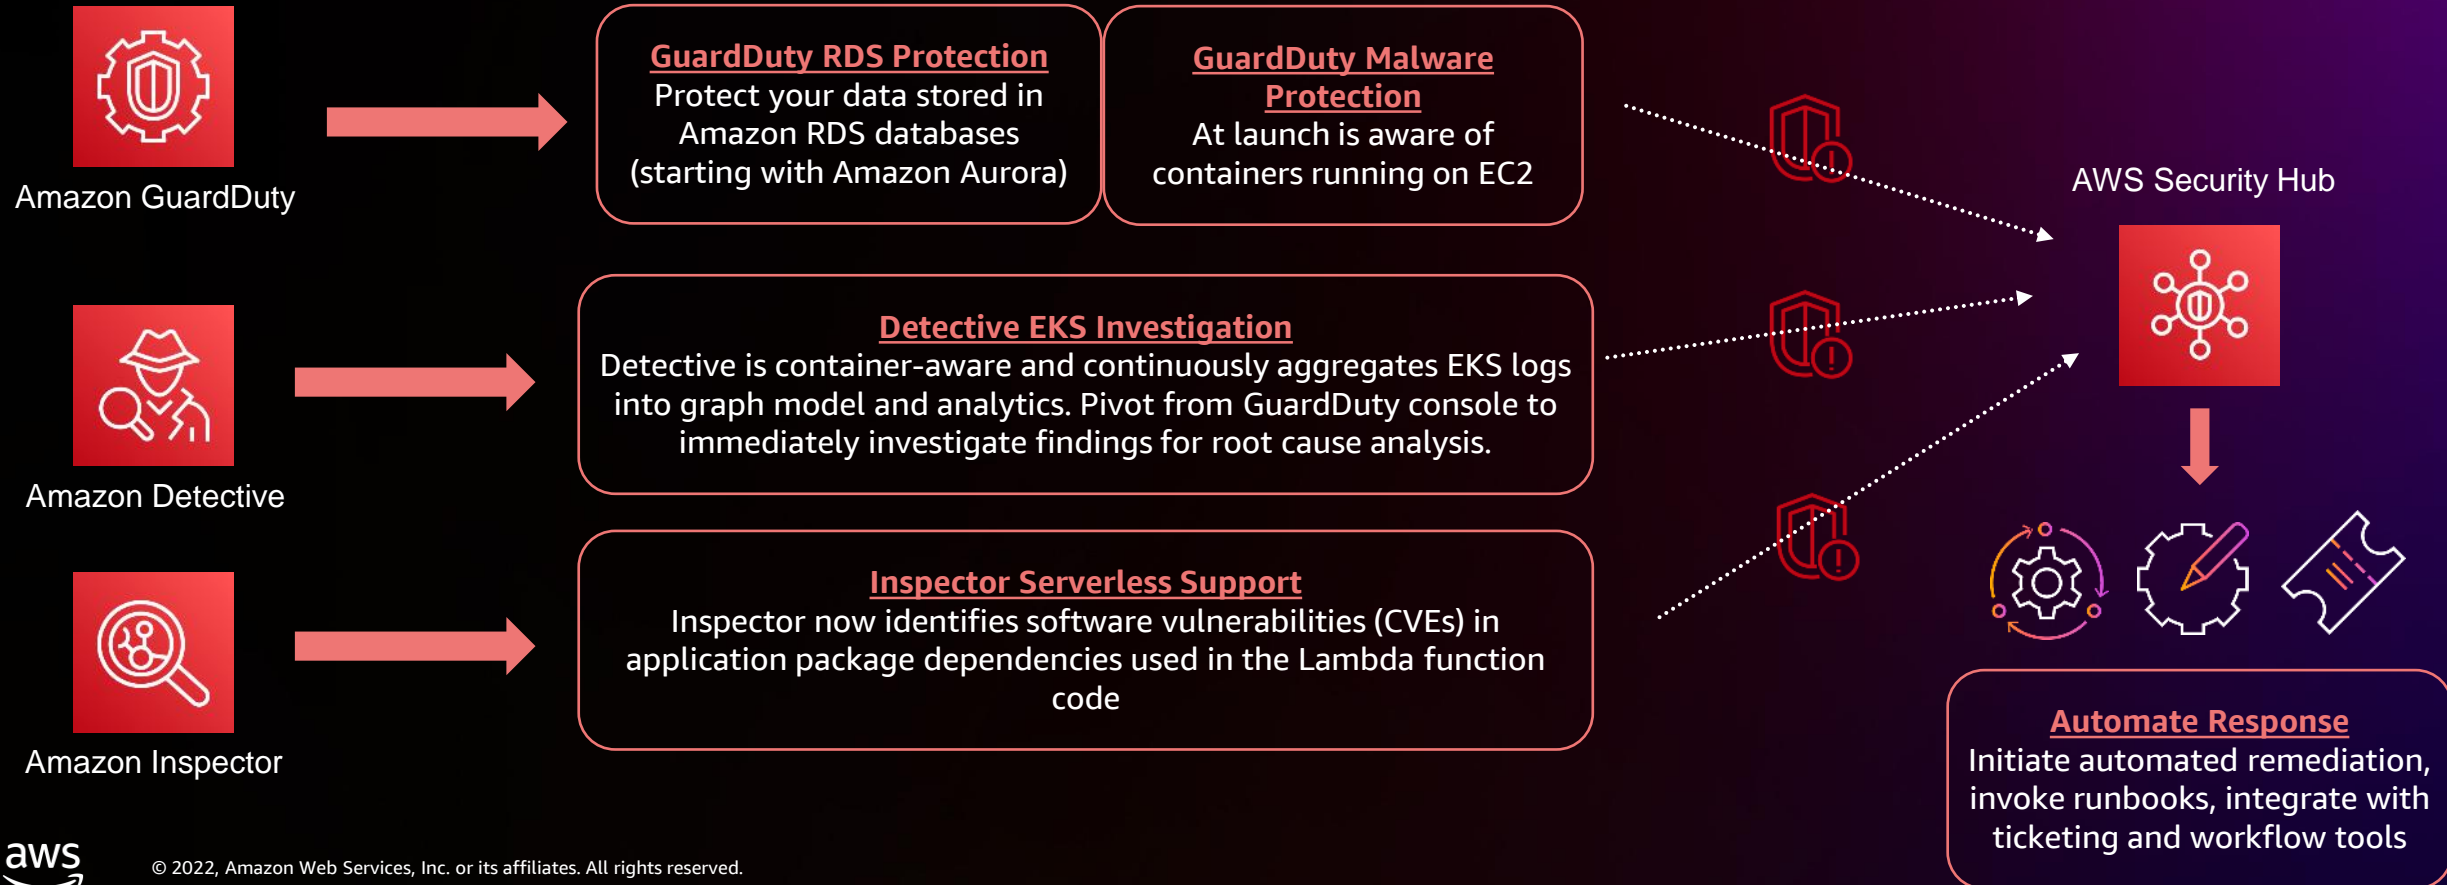 Amazon GuardDuty
GuardDuty RDS Protection
Protect your data stored in
Amazon RDS databases
(starting with Amazon Aurora)
GuardDuty Malware
Protection
At launch is aware of
containers running on EC2
AWS Security Hub
Amazon Detective
Detective EKS Investigation
Detective is container-aware and continuously aggregates EKS logs
into graph model and analytics. Pivot from GuardDuty console to
immediately investigate findings for root cause analysis.
Amazon Inspector
Inspector Serverless Support
Inspector now identifies software vulnerabilities (CVEs) in
application package dependencies used in the Lambda function
code
Automate Response
Initiate automated remediation,
invoke runbooks, integrate with
ticketing and workflow tools
aws
© 2022, Amazon Web Services, Inc. or its affiliates. All rights reserved.